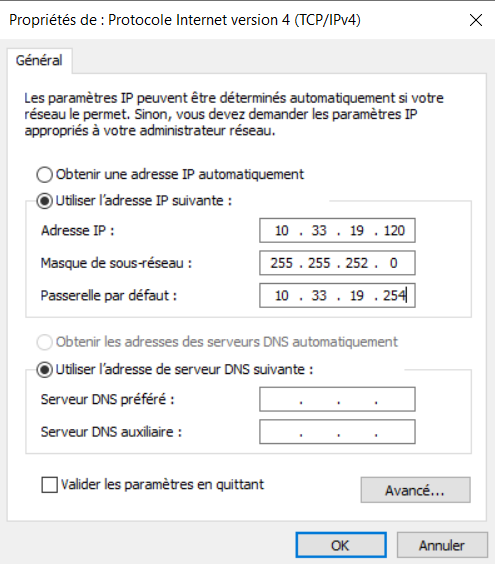 Propriétés de : Protocole Internet version 4 (TCP/IPv4)
Général
Les paramètres IP peuvent être déterminés automatiquement si votre
réseau le permet. Sinon, vous devez demander les paramètres IP
appropriés à votre administrateur réseau.
Obtenir une adresse IP automatiquement
Utiliser l'adresse IP suivante :
Adresse IP : 10 . 33 . 19 . 120
Masque de sous-réseau : 255 . 255 . 252 . 0
Passerelle par défaut : 10 . 33 . 19 . 254
Obtenir les adresses des serveurs DNS automatiquement
Utiliser l'adresse de serveur DNS suivante :
Serveur DNS préféré : . . .
Serveur DNS auxiliaire : . . .
Valider les paramètres en quittant
Avancé...
OK Annuler